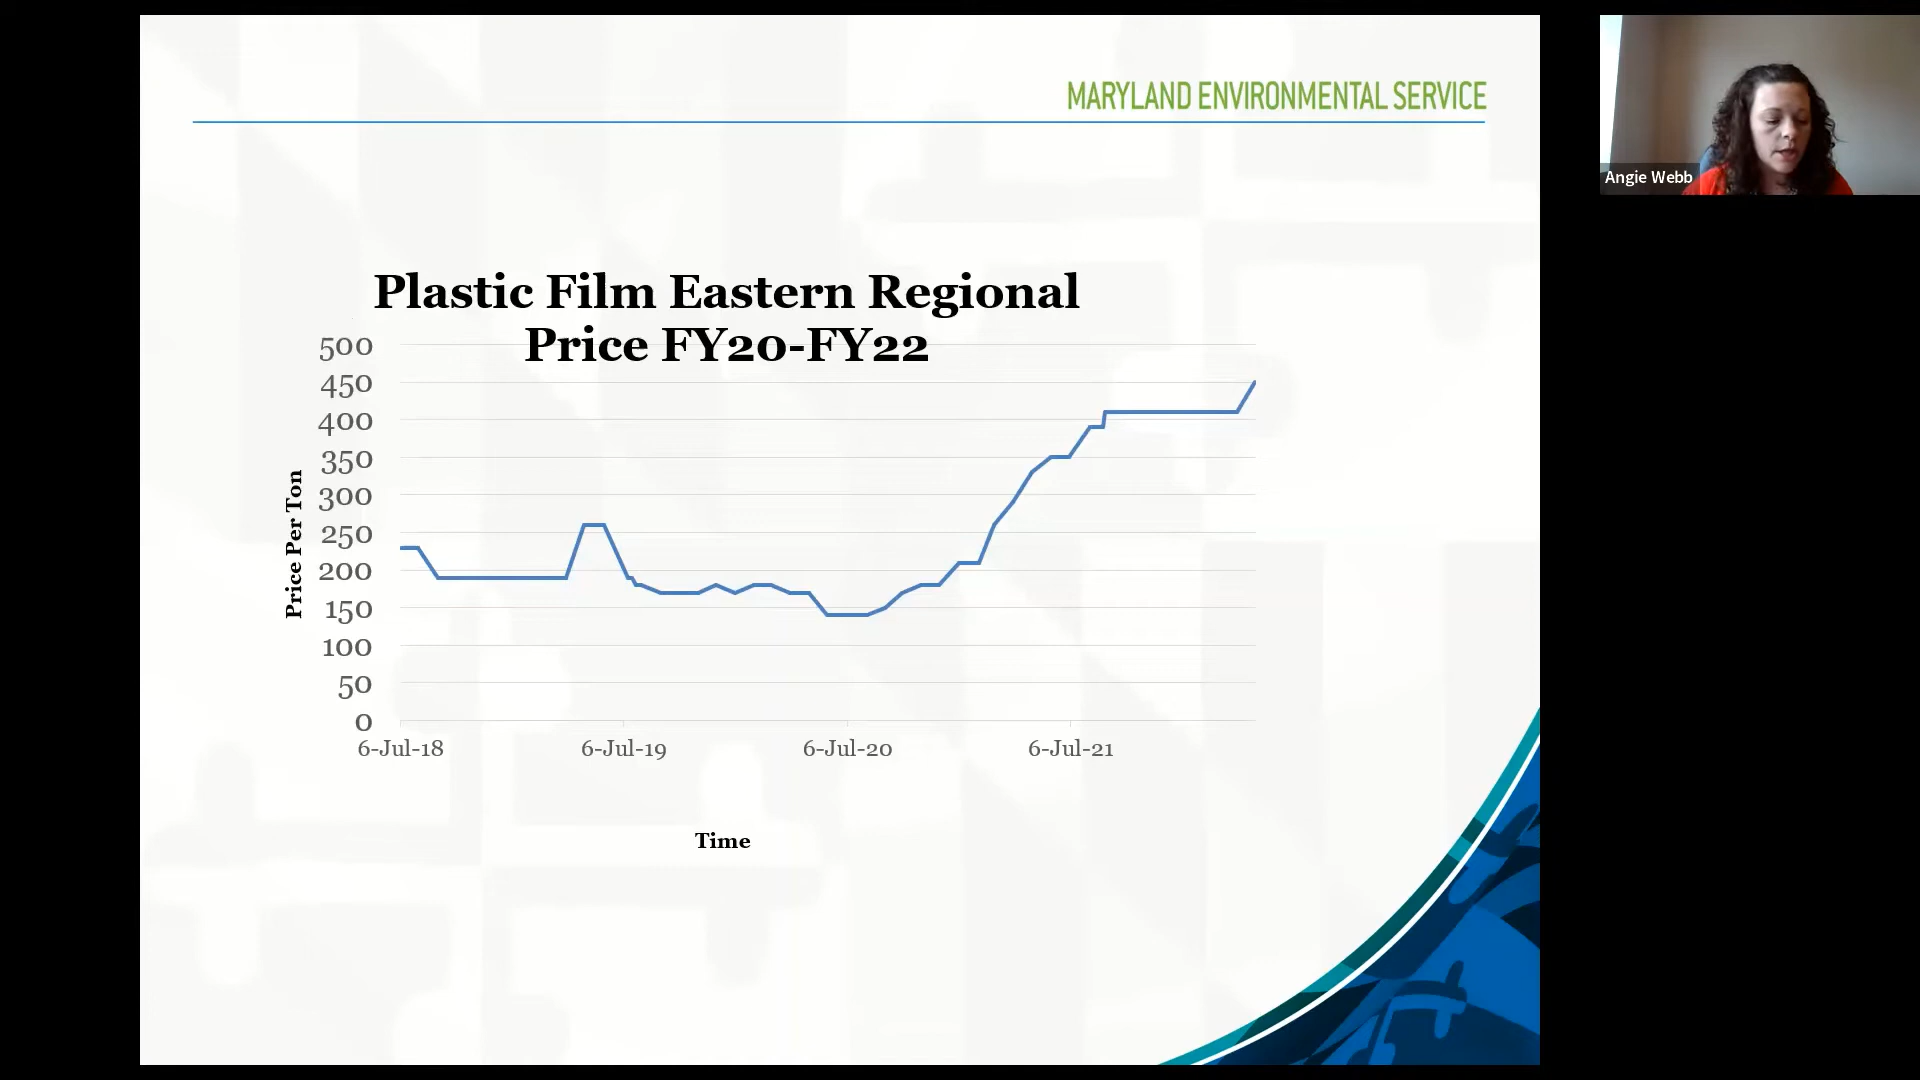 MARYLAND ENVIRONMENTAL SERVICE
Angie Webb
Plastic Film Eastern Regional
Price FY20-FY22
500
450
400
350
300
250
200
150
100
50
0
Price Per Ton
6-Jul-18
6-Jul-19
6-Jul-20
6-Jul-21
Time